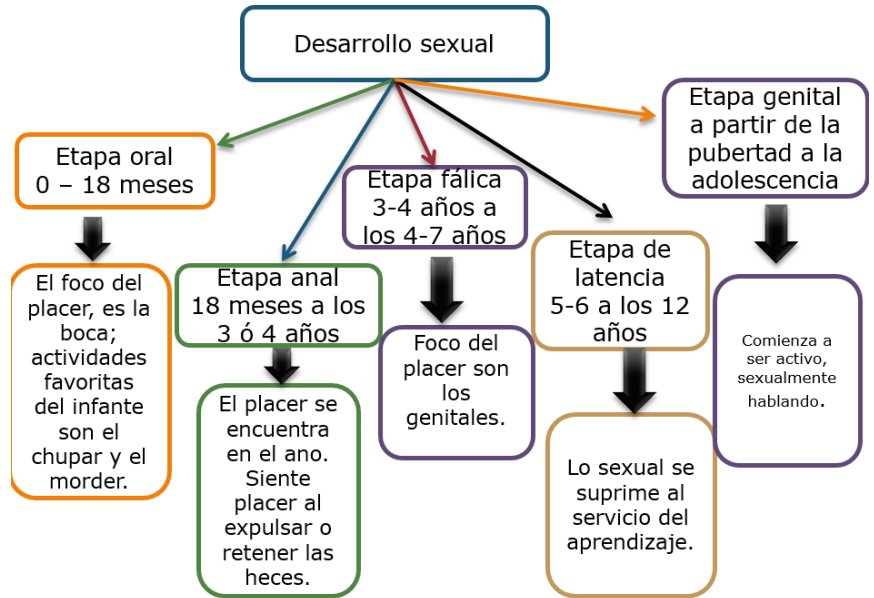 Desarrollo sexual
Etapa oral
0 – 18 meses
El foco del
placer, es la
boca;
actividades
favoritas
del infante
son el
chupar y el
morder.
Etapa anal
18 meses a los
3 ó 4 años
El placer se
encuentra
en el ano.
Siente
placer al
expulsar o
retener las
heces.
Etapa fálica
3-4 años a
los 4-7 años
Foco del
placer son
los
genitales.
Etapa de
latencia
5-6 a los 12
años
Lo sexual se
suprime al
servicio del
aprendizaje.
Etapa genital
a partir de la
pubertad a la
adolescencia
Comienza a
ser activo,
sexualmente
hablando.